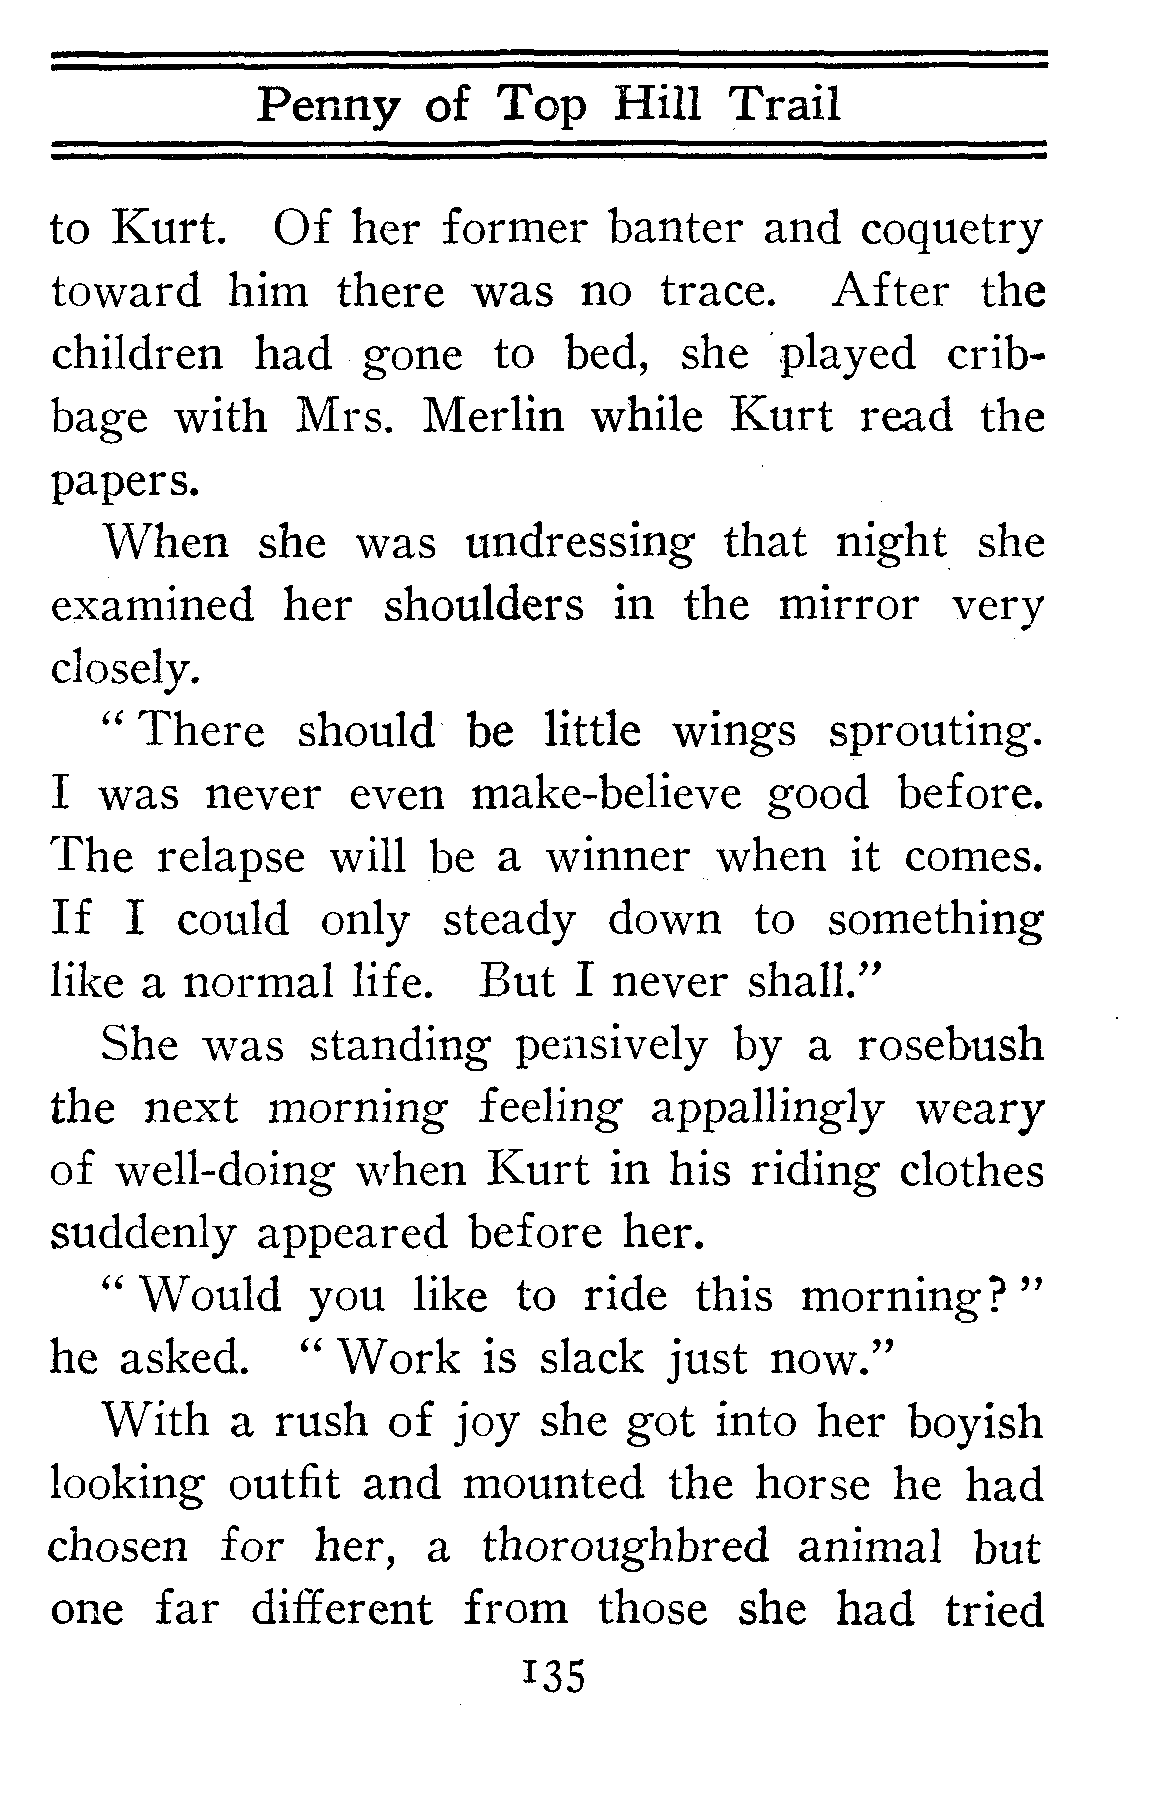 Penny of Top Hill Trail
to Kurt. Of her former banter and coquetry
toward him there was no trace. After the
children had gone to bed, she played crib-
bage with Mrs. Merlin while Kurt read the
papers.
When she was undressing that night she
examined her shoulders in the mirror very
closely.
“ There should be little wings sprouting.
I was never even make-believe good before.
The relapse will be a winner when it comes.
If I could only steady down to something
like a normal life. But I never shall.”
She was standing pensively by a rosebush
the next morning feeling appallingly weary
of well-doing when Kurt in his riding clothes
suddenly appeared before her.
“ Would you like to ride this morning? ”
he asked. “ Work is slack just now.”
With a rush of joy she got into her boyish
looking outfit and mounted the horse he had
chosen for her, a thoroughbred animal but
one far different from those she had tried
135